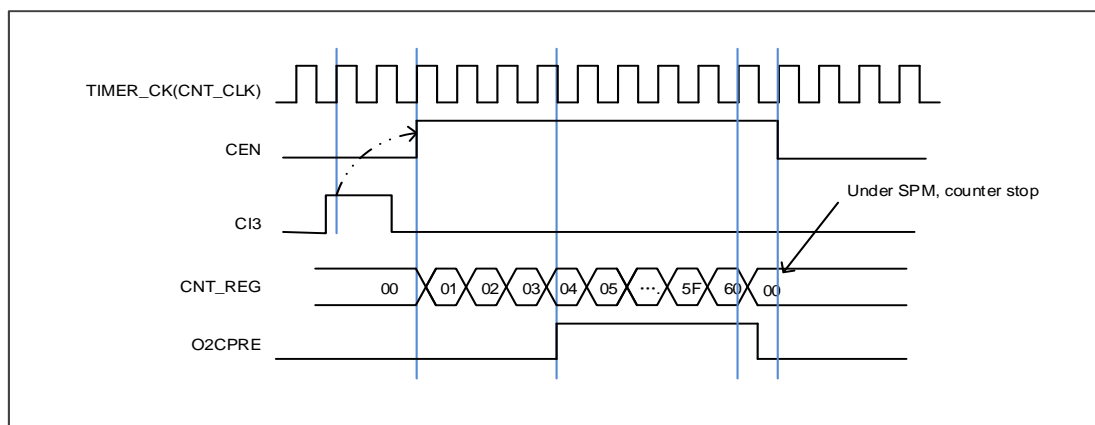 TIMER_CK(CNT_CLK)
CEN
CI3
Under SPM, counter stop
CNT_REG 00 01 02 03 04 05 .... 5F 60 00
O2CPRE